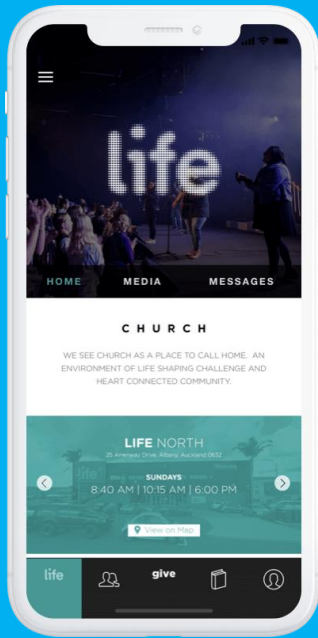 life
HOME MEDIA MESSAGES
CHURCH
WE SEE CHURCH AS A PLACE TO CALL HOME. AN
ENVIRONMENT OF LIFE SHAPING CHALLENGE AND
HEART CONNECTED COMMUNITY.
LIFE NORTH
25 Arrenway Drive, Albany, Auckland 0632
SUNDAYS
8:40 AM | 10:15 AM | 6:00 PM
View on Map
life give